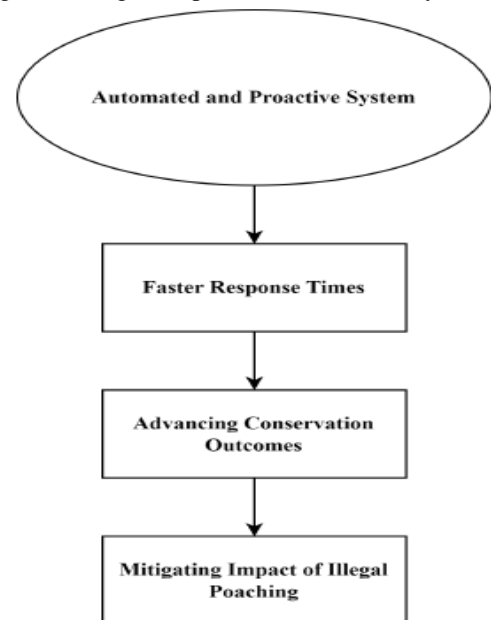 Automated and Proactive System
Faster Response Times
Advancing Conservation
Outcomes
Mitigating Impact of Illegal
Poaching